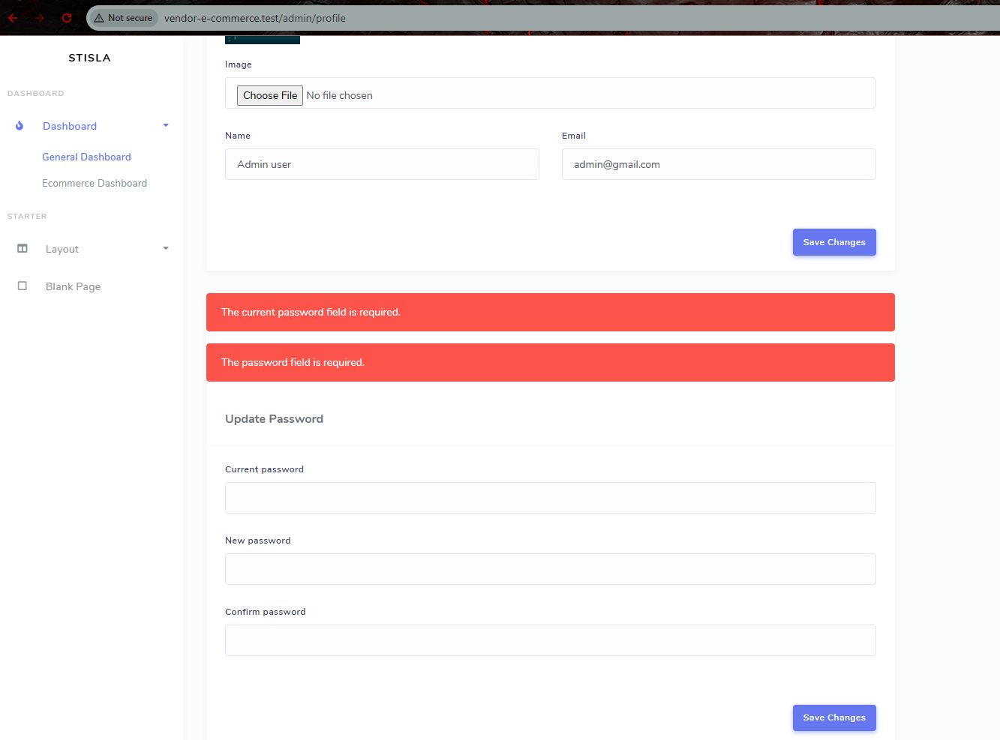 Not secure vendor-e-commerce.test/admin/profile
STISLA
DASHBOARD
Dashboard
General Dashboard
Ecommerce Dashboard
STARTER
Layout
Blank Page
Image
Choose File No file chosen
Name
Email
Admin user
admin@gmail.com
Save Changes
The current password field is required.
The password field is required.
Update Password
Current password
New password
Confirm password
Save Changes